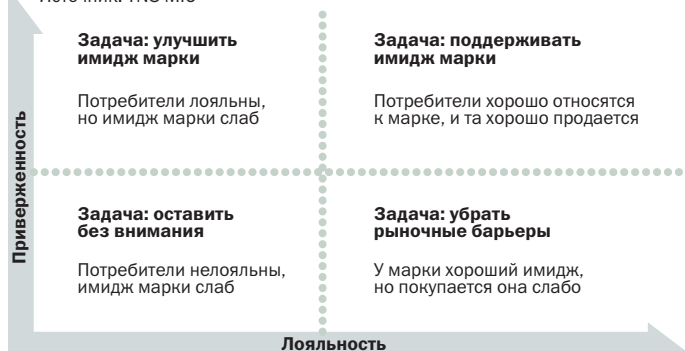 Задача: улучшить
имидж марки
Потребители лояльны,
но имидж марки слаб
Задача: поддерживать
имидж марки
Потребители хорошо относятся
к марке, и та хорошо продается
Приверженность
Задача: оставить
без внимания
Потребители нелояльны,
имидж марки слаб
Задача: убрать
рыночные барьеры
У марки хороший имидж,
но покупается она слабо
Лояльность